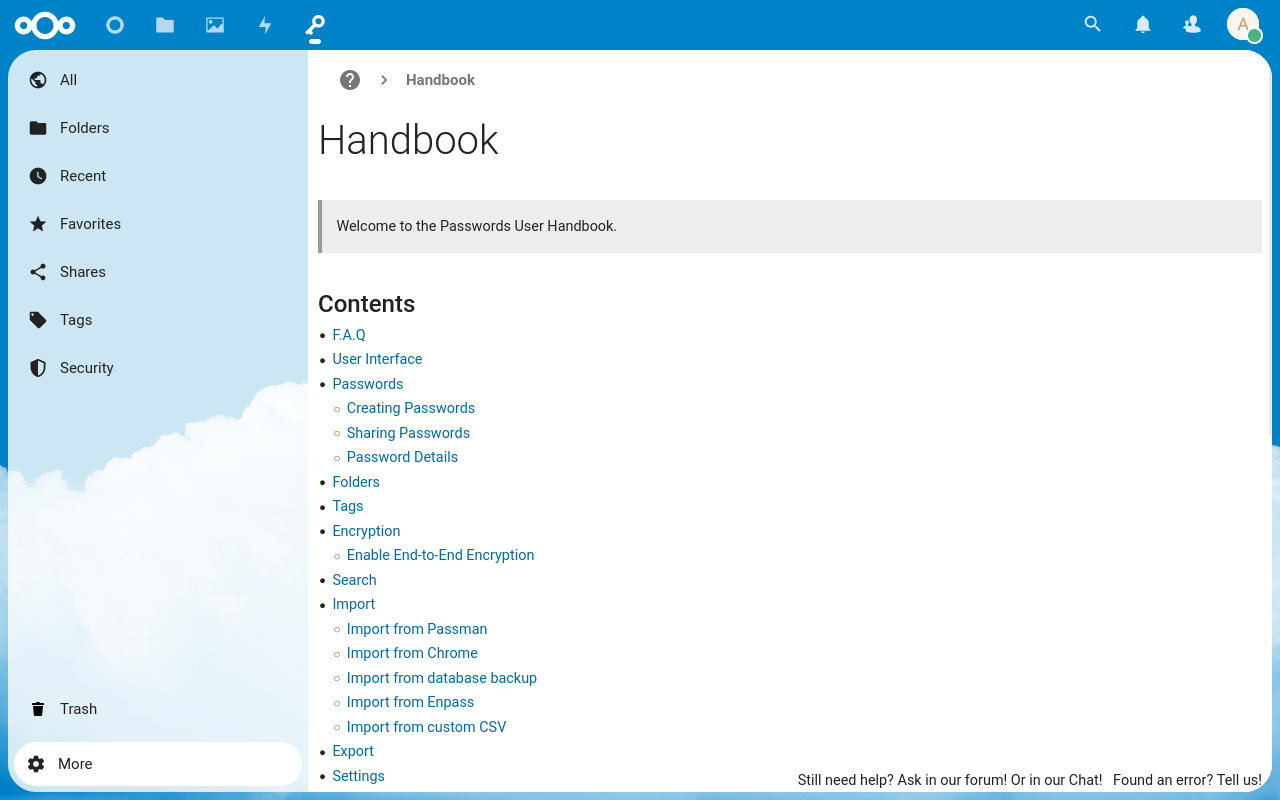 A
All
Folders
Recent
Favorites
Shares
Tags
Security
Trash
More
Handbook
Handbook
Welcome to the Passwords User Handbook.
Contents
F.A.Q
User Interface
Passwords
Creating Passwords
Sharing Passwords
Password Details
Folders
Tags
Encryption
Enable End-to-End Encryption
Search
Import
Import from Passman
Import from Chrome
Import from database backup
Import from Enpass
Import from custom CSV
Export
Settings
Still need help? Ask in our forum! Or in our Chat! Found an error? Tell us!